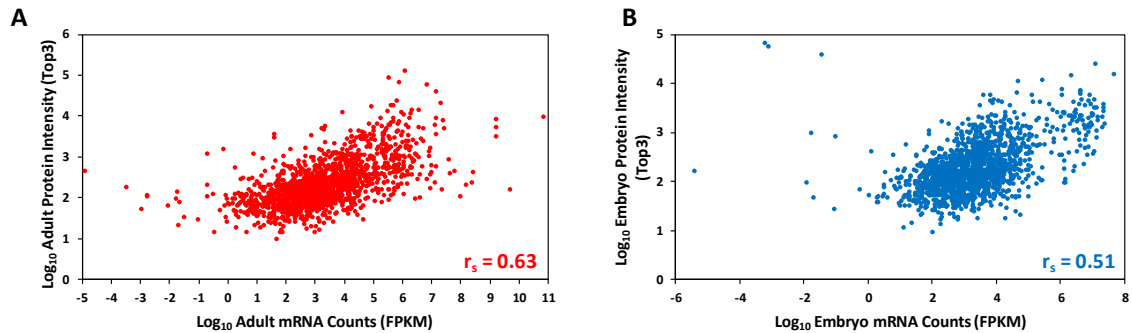 A
B
Log10 Adult Protein Intensity (Top3)
6
5
4
3
2
1
0
-5 -4 -3 -2 -1 0 1 2 3 4 5 6 7 8 9 10 11
Log10 Adult mRNA Counts (FPKM)
rs = 0.63
Log10 Embryo Protein Intensity
(Top3)
5
4
3
2
1
0
-6 -4 -2 0 2 4 6 8
Log10 Embryo mRNA Counts (FPKM)
rs = 0.51